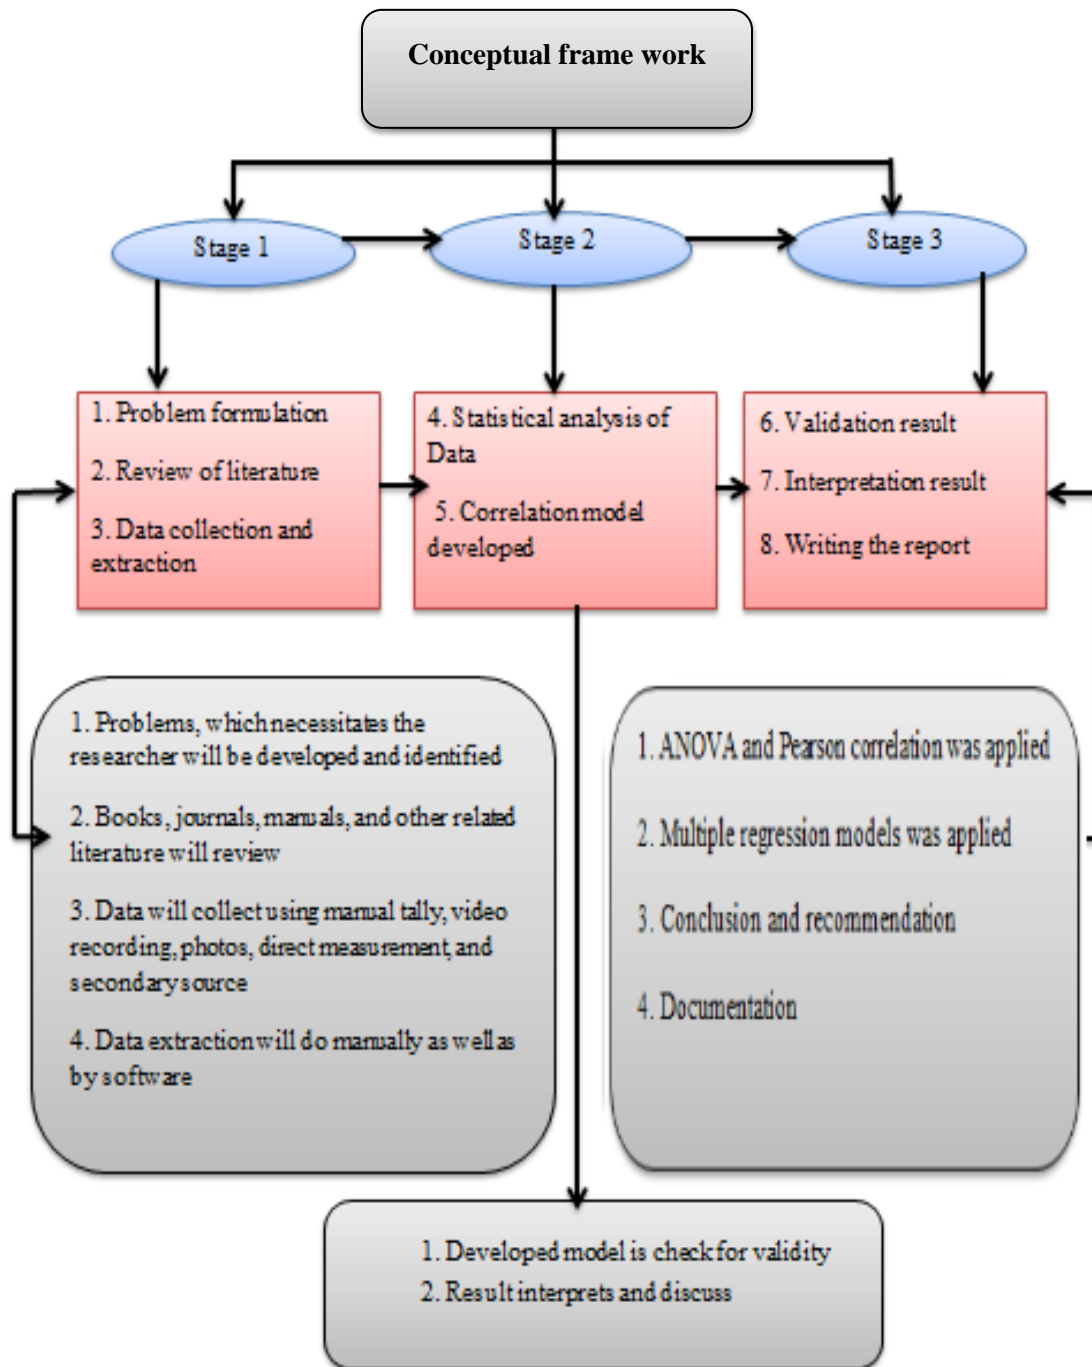 Conceptual frame work
Stage 1
Stage 2
Stage 3
1. Problem formulation
2. Review of literature
3. Data collection and
extraction
4. Statistical analysis of
Data
5. Correlation model
developed
6. Validation result
7. Interpretation result
8. Writing the report
1. Problems, which necessitates the
researcher will be developed and identified
2. Books, journals, manuals, and other related
literature will review
3. Data will collect using manual tally, video
recording, photos, direct measurement, and
secondary source
4. Data extraction will do manually as well as
by software
1. ANOVA and Pearson correlation was applied
2. Multiple regression models was applied
3. Conclusion and recommendation
4. Documentation
1. Developed model is check for validity
2. Result interprets and discuss